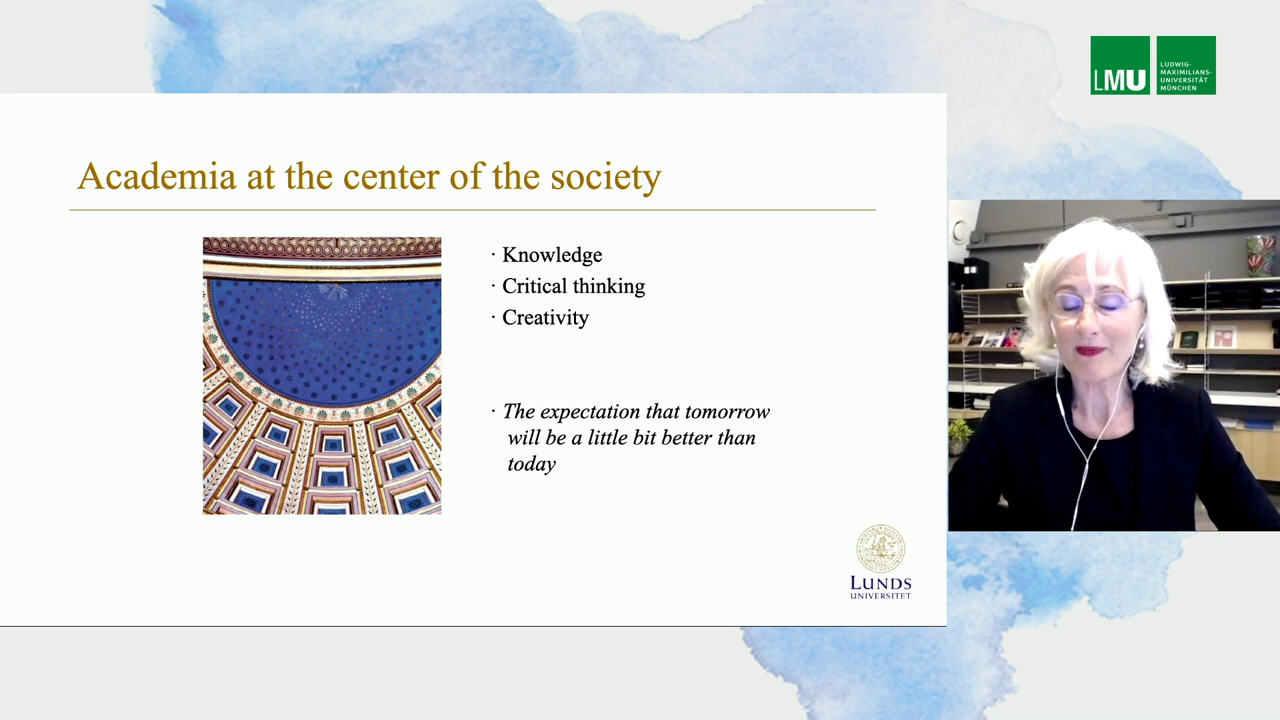 LMU
LUDWIG-
MAXIMILIANS-
UNIVERSITÄT
MÜNCHEN
Academia at the center of the society
· Knowledge
· Critical thinking
· Creativity
· The expectation that tomorrow
will be a little bit better than
today
LUNDS
UNIVERSITET